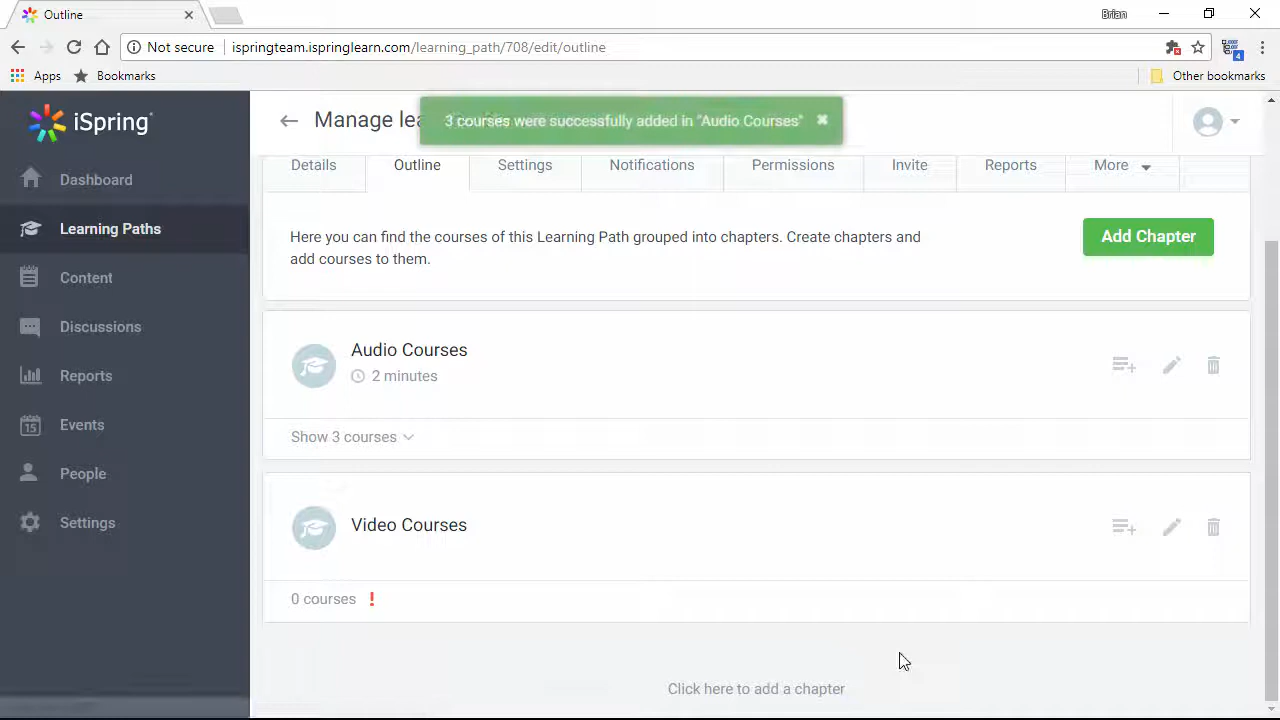 Outline
Brian
Not secure
ispringteam.ispringlearn.com/learning_path/708/edit/outline
4
Apps
Bookmarks
Other bookmarks
iSpring
Manage lea
3 courses were successfully added in "Audio Courses"
Dashboard
Learning Paths
Content
Discussions
Reports
15
Events
People
Settings
Details
Outline
Settings
Notifications
Permissions
Invite
Reports
More
Here you can find the courses of this Learning Path grouped into chapters. Create chapters and
add courses to them.
Add Chapter
Audio Courses
2 minutes
Show 3 courses
Video Courses
0 courses !
Click here to add a chapter